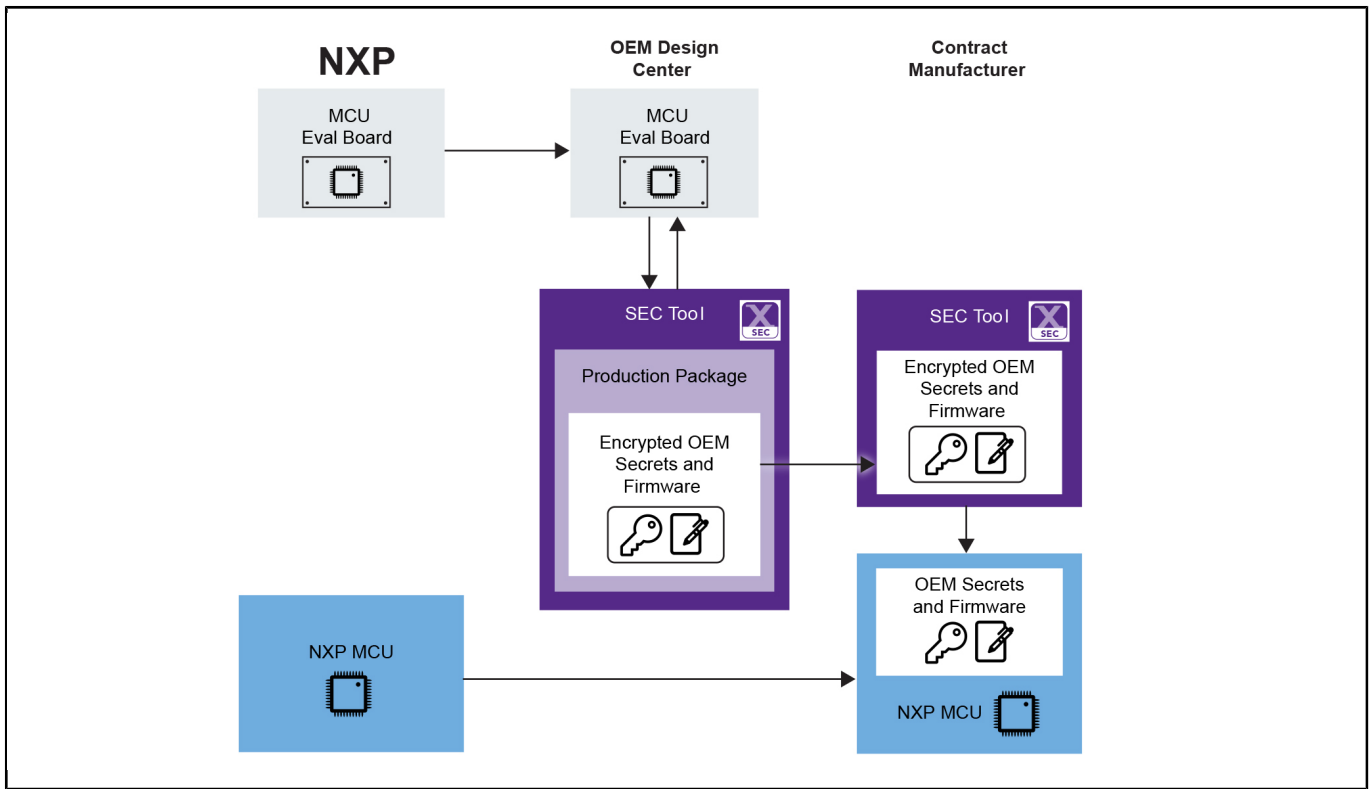 NXP
OEM Design
Center
Contract
Manufacturer
MCU
Eval Board
MCU
Eval Board
SEC Tool
X
SEC
Production Package
Encrypted OEM
Secrets and
Firmware
SEC Tool
X
SEC
Encrypted OEM
Secrets and
Firmware
NXP MCU
OEM Secrets
and Firmware
NXP MCU